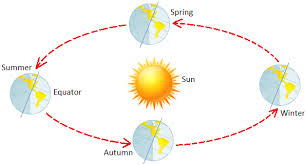 Spring
Summer
Equator
Sun
Autumn
Winter